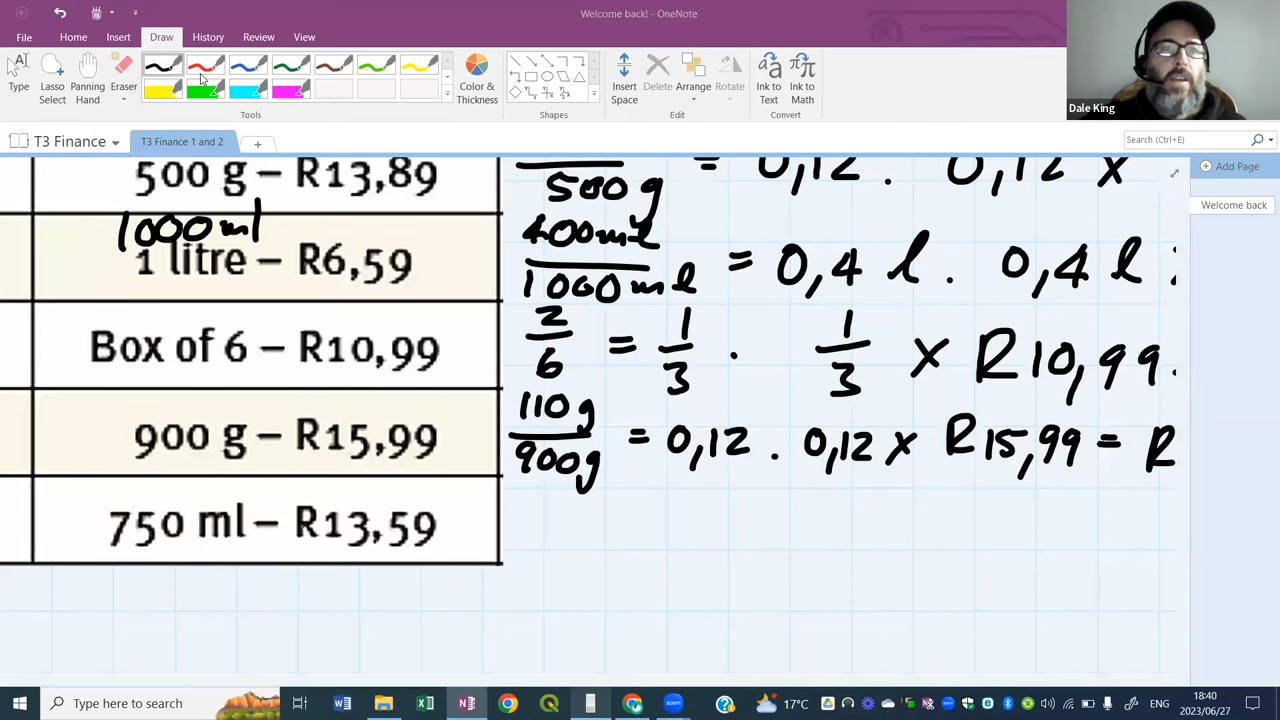 Welcome back! - OneNote
File Home Insert Draw History Review View
Type
Lasso Select
Panning Hand
Eraser
Color & Thickness
Insert Space
Delete
Arrange
Rotate
Ink to Text
Ink to Math
Tools
Shapes
Convert
Dale King
T3 Finance
T3 Finance 1 and 2
Search (Ctrl+E)
Add Page
Welcome back
500 g – R13,89
500g = 0,12 . 0,12 x
1000 ml
1 litre – R6,59
400ml
1000ml = 0,4 l . 0,4 l
Box of 6 – R10,99
2/6 = 1/3 . 1/3 x R10,99.
900 g – R15,99
110g
900g = 0,12 . 0,12 x R15,99 = R
750 ml – R13,59
Type here to search
17°C
ENG
18:40
2023/06/27